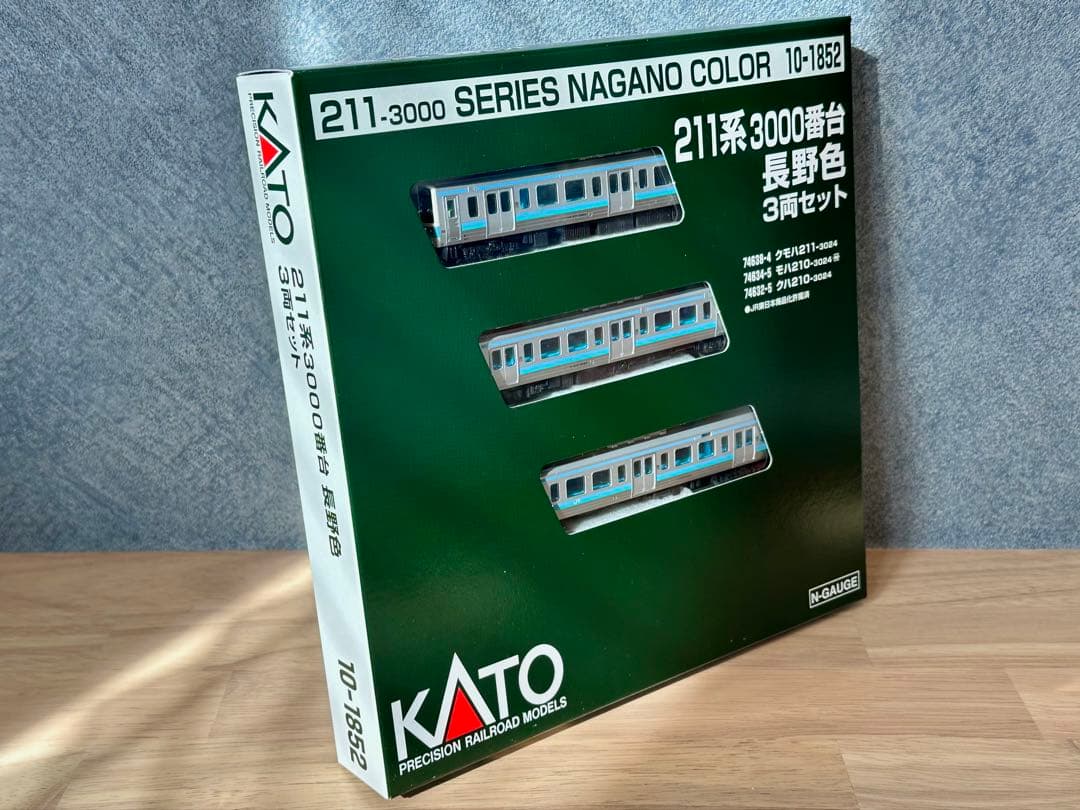 KATO
PRECISION RAILROAD MODELS
211系3000番台 長野色
3両セット
10-1852
211-3000 SERIES NAGANO COLOR 10-1852
211系3000番台
長野色
3両セット
74638-4 クモハ211-3024
74634-5 モハ210-3024 Ⓜ
74632-5 クハ210-3024
●JR東日本商品化許諾済
N-GAUGE
KATO
PRECISION RAILROAD MODELS